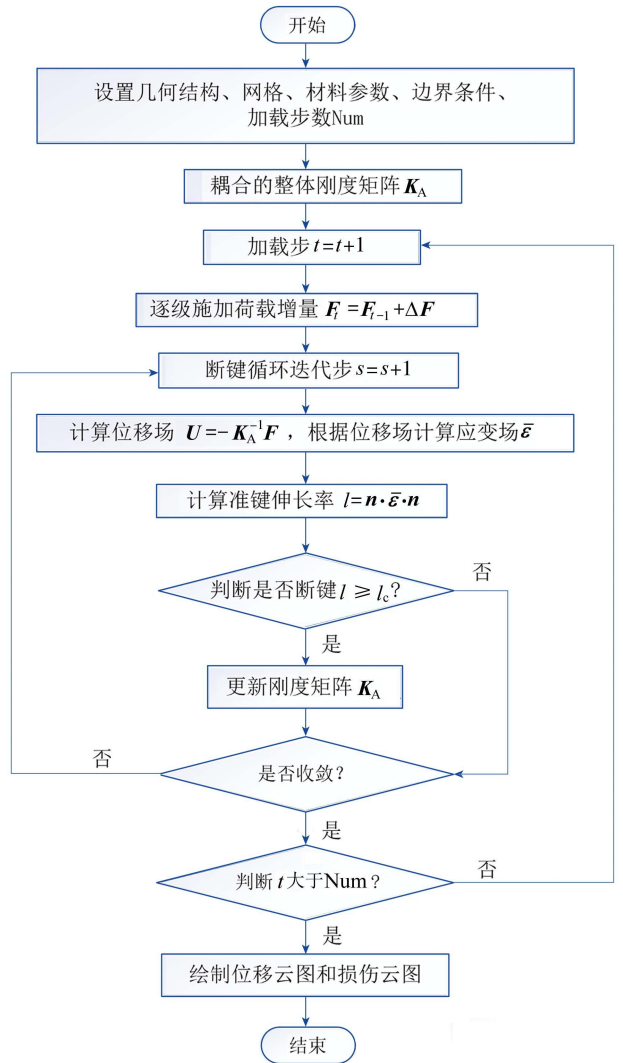 开始
设置几何结构、网格、材料参数、边界条件、
加载步数Num
耦合的整体刚度矩阵 K_A
加载步 t=t+1
逐级施加荷载增量 F_t=F_{t-1}+ΔF
断键循环迭代步 s=s+1
计算位移场 U=-K_A^{-1}F，根据位移场计算应变场ε̄
计算准键伸长率 l=n·ε̄·n
判断是否断键 l≥l_c?
否
是
更新刚度矩阵 K_A
否
是否收敛?
是
判断 t大于Num?
否
是
绘制位移云图和损伤云图
结束